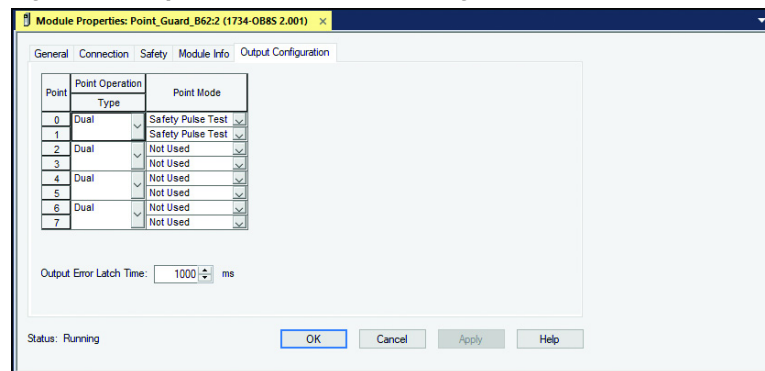 Module Properties: Point_Guard_B62:2 (1734-OB8S 2.001) ×
General Connection Safety Module Info Output Configuration
Point Point Operation Point Mode
Type
0 Dual Safety Pulse Test
1 Safety Pulse Test
2 Dual Not Used
3 Not Used
4 Dual Not Used
5 Not Used
6 Dual Not Used
7 Not Used
Output Error Latch Time: 1000 ms
Status: Running OK Cancel Apply Help